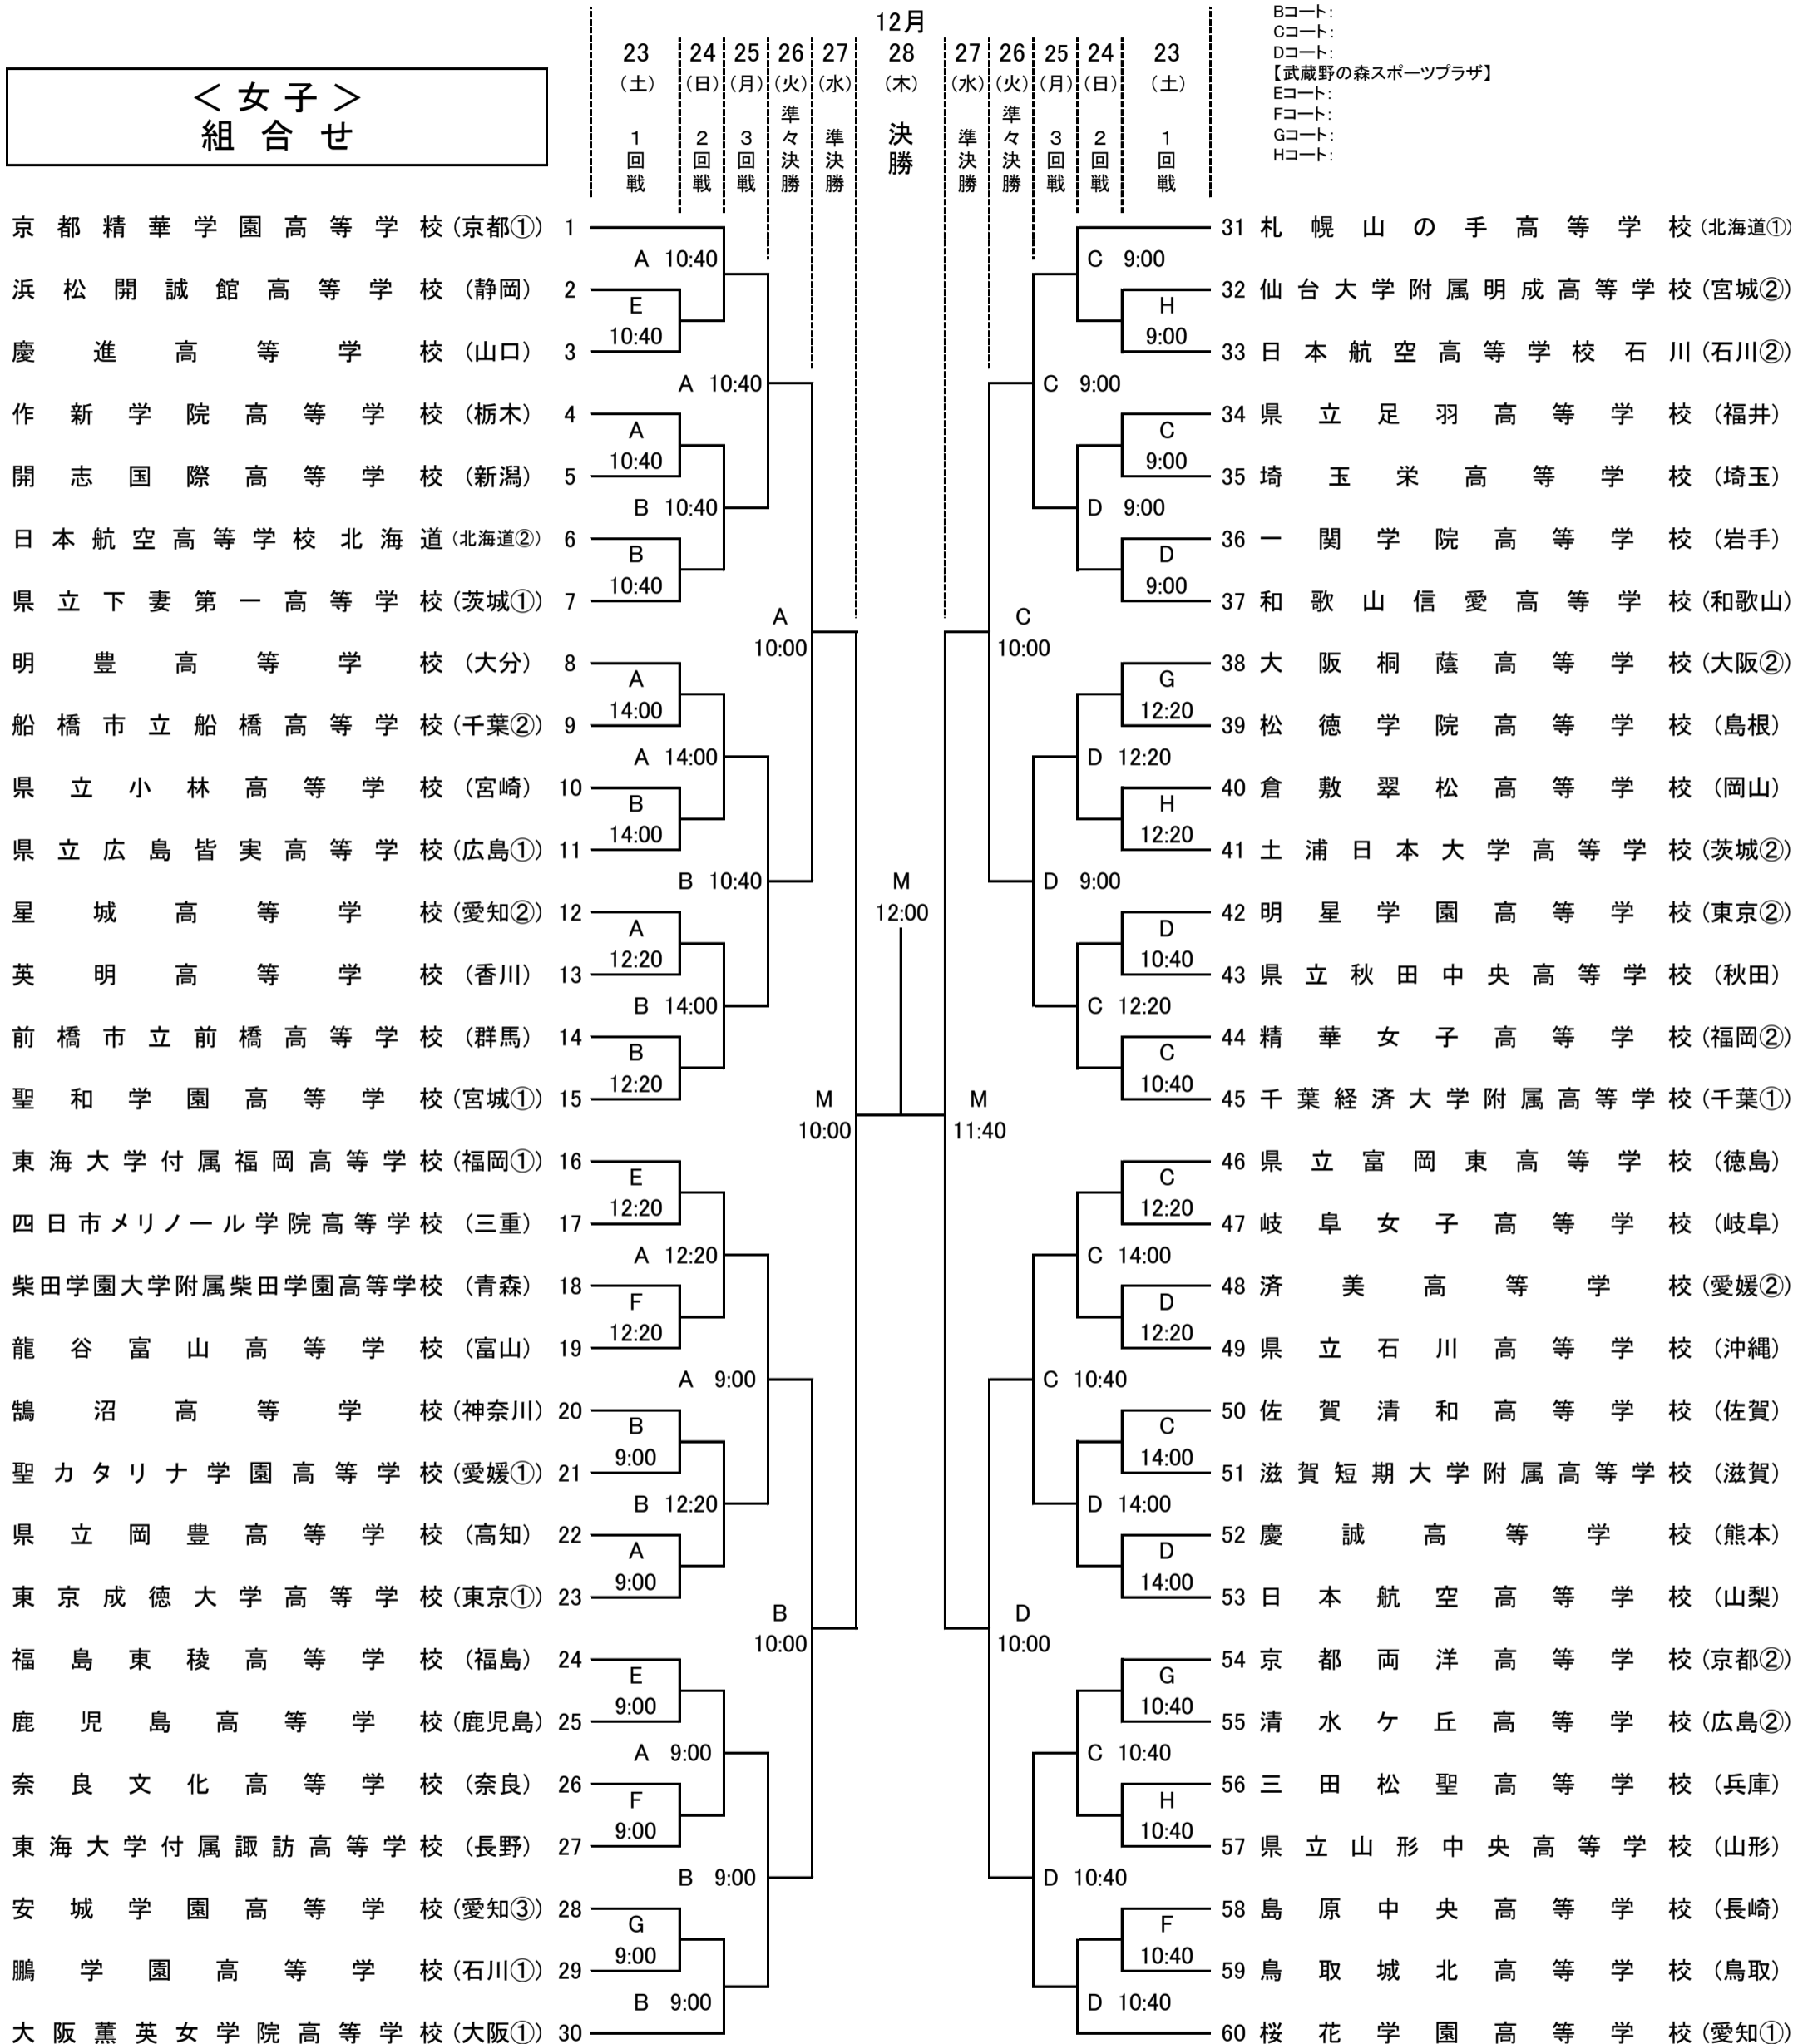 12月
23 24 25 26 27 28 27 26 25 24 23
（土） （日） （月） （火） （水） （木） （水） （火） （月） （日） （土）
1回戦 2回戦 3回戦 準々決勝 準決勝 決勝 準決勝 準々決勝 3回戦 2回戦 1回戦
Bコート：
Cコート：
Dコート：
【武蔵野の森スポーツプラザ】
Eコート：
Fコート：
Gコート：
Hコート：
＜女子＞
組合せ
京都精華学園高等学校（京都①） 1
A 10:40
浜松開誠館高等学校（静岡） 2
E
10:40
慶進高等学校（山口） 3
A 10:40
作新学院高等学校（栃木） 4
A
10:40
開志国際高等学校（新潟） 5
B 10:40
日本航空高等学校北海道（北海道②） 6
B
10:40
県立下妻第一高等学校（茨城①） 7
A
10:00
明豊高等学校（大分） 8
A
14:00
船橋市立船橋高等学校（千葉②） 9
A 14:00
県立小林高等学校（宮崎） 10
B
14:00
県立広島皆実高等学校（広島①） 11
B 10:40
星城高等学校（愛知②） 12
A
12:20
英明高等学校（香川） 13
B 14:00
前橋市立前橋高等学校（群馬） 14
B
12:20
聖和学園高等学校（宮城①） 15
M
10:00
東海大学付属福岡高等学校（福岡①） 16
E
12:20
四日市メリノール学院高等学校（三重） 17
A 12:20
柴田学園大学附属柴田学園高等学校（青森） 18
F
12:20
龍谷富山高等学校（富山） 19
A 9:00
鵠沼高等学校（神奈川） 20
B
9:00
聖カタリナ学園高等学校（愛媛①） 21
B 12:20
県立岡豊高等学校（高知） 22
A
9:00
東京成徳大学高等学校（東京①） 23
B
10:00
福島東稜高等学校（福島） 24
E
9:00
鹿児島高等学校（鹿児島） 25
A 9:00
奈良文化高等学校（奈良） 26
F
9:00
東海大学付属諏訪高等学校（長野） 27
B 9:00
安城学園高等学校（愛知③） 28
G
9:00
鵬学園高等学校（石川①） 29
B 9:00
大阪薫英女学院高等学校（大阪①） 30
M
12:00
31 札幌山の手高等学校（北海道①）
C 9:00
32 仙台大学附属明成高等学校（宮城②）
H
9:00
33 日本航空高等学校石川（石川②）
C 9:00
34 県立足羽高等学校（福井）
C
9:00
35 埼玉栄高等学校（埼玉）
D 9:00
36 一関学院高等学校（岩手）
D
9:00
37 和歌山信愛高等学校（和歌山）
C
10:00
38 大阪桐蔭高等学校（大阪②）
G
12:20
39 松徳学院高等学校（島根）
D 12:20
40 倉敷翠松高等学校（岡山）
H
12:20
41 土浦日本大学高等学校（茨城②）
D 9:00
42 明星学園高等学校（東京②）
D
10:40
43 県立秋田中央高等学校（秋田）
C 12:20
44 精華女子高等学校（福岡②）
C
10:40
45 千葉経済大学附属高等学校（千葉①）
M
11:40
46 県立富岡東高等学校（徳島）
C
12:20
47 岐阜女子高等学校（岐阜）
C 14:00
48 済美高等学校（愛媛②）
D
12:20
49 県立石川高等学校（沖縄）
C 10:40
50 佐賀清和高等学校（佐賀）
C
14:00
51 滋賀短期大学附属高等学校（滋賀）
D 14:00
52 慶誠高等学校（熊本）
D
14:00
53 日本航空高等学校（山梨）
D
10:00
54 京都両洋高等学校（京都②）
G
10:40
55 清水ケ丘高等学校（広島②）
C 10:40
56 三田松聖高等学校（兵庫）
H
10:40
57 県立山形中央高等学校（山形）
D 10:40
58 島原中央高等学校（長崎）
F
10:40
59 鳥取城北高等学校（鳥取）
D 10:40
60 桜花学園高等学校（愛知①）